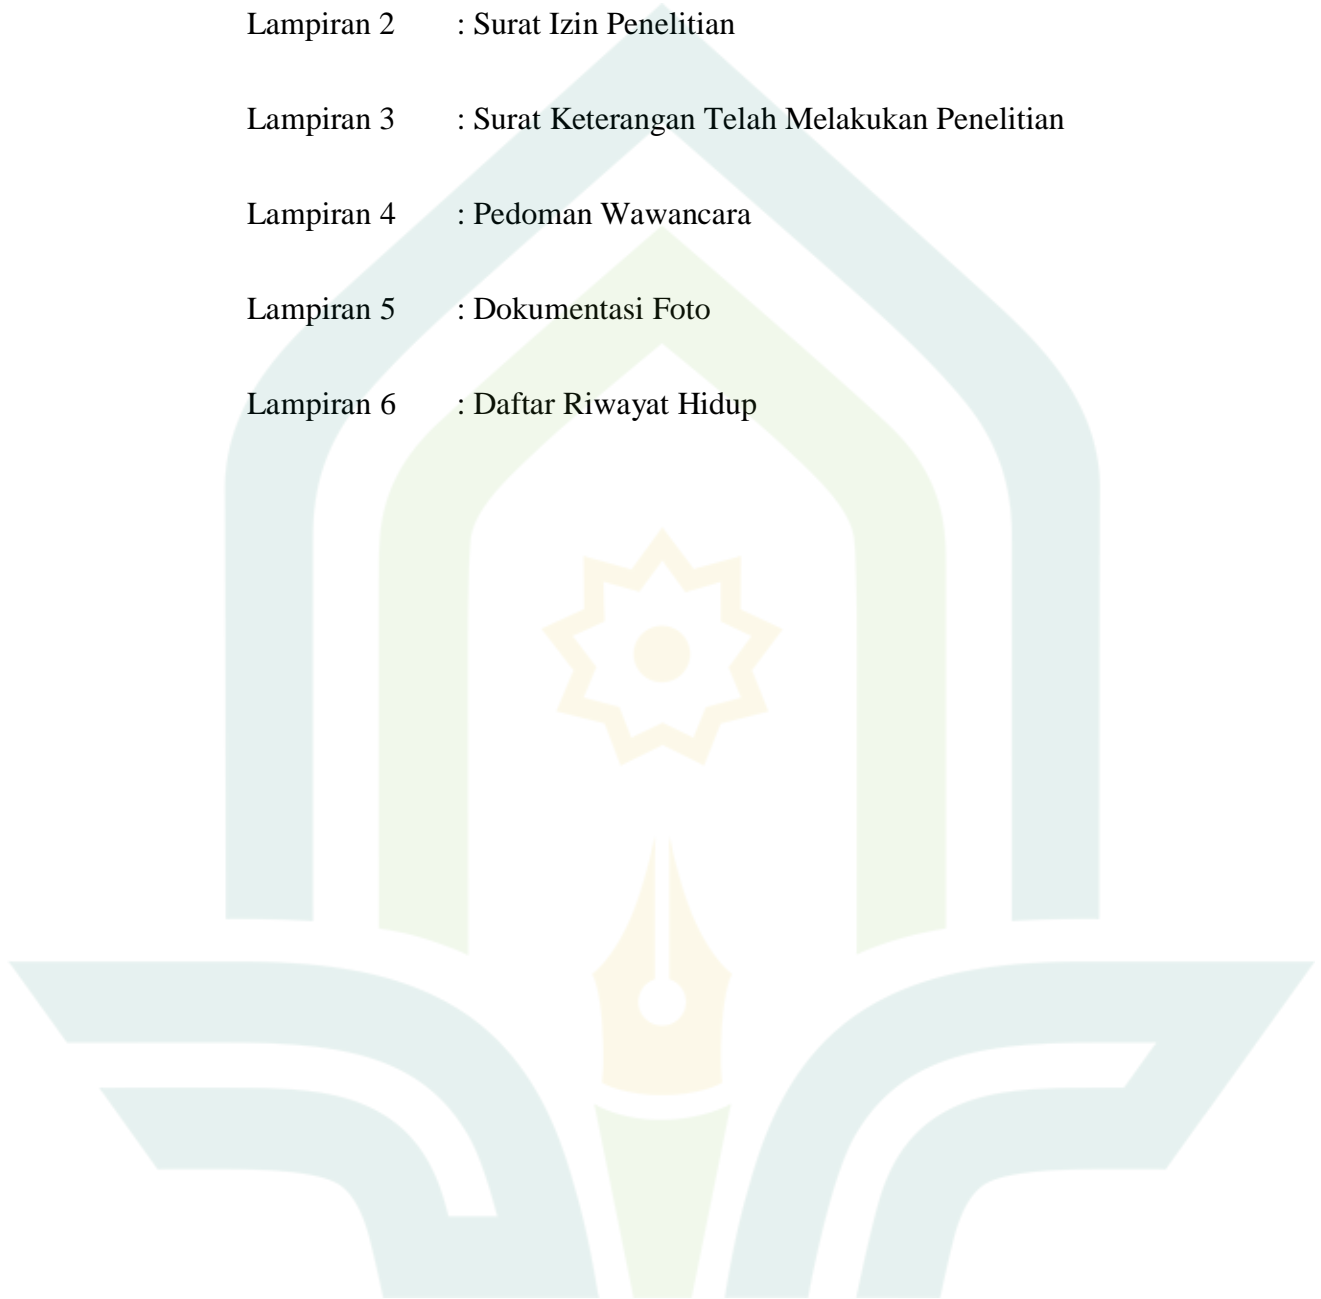 Lampiran 2 : Surat Izin Penelitian
Lampiran 3 : Surat Keterangan Telah Melakukan Penelitian
Lampiran 4 : Pedoman Wawancara
Lampiran 5 : Dokumentasi Foto
Lampiran 6 : Daftar Riwayat Hidup